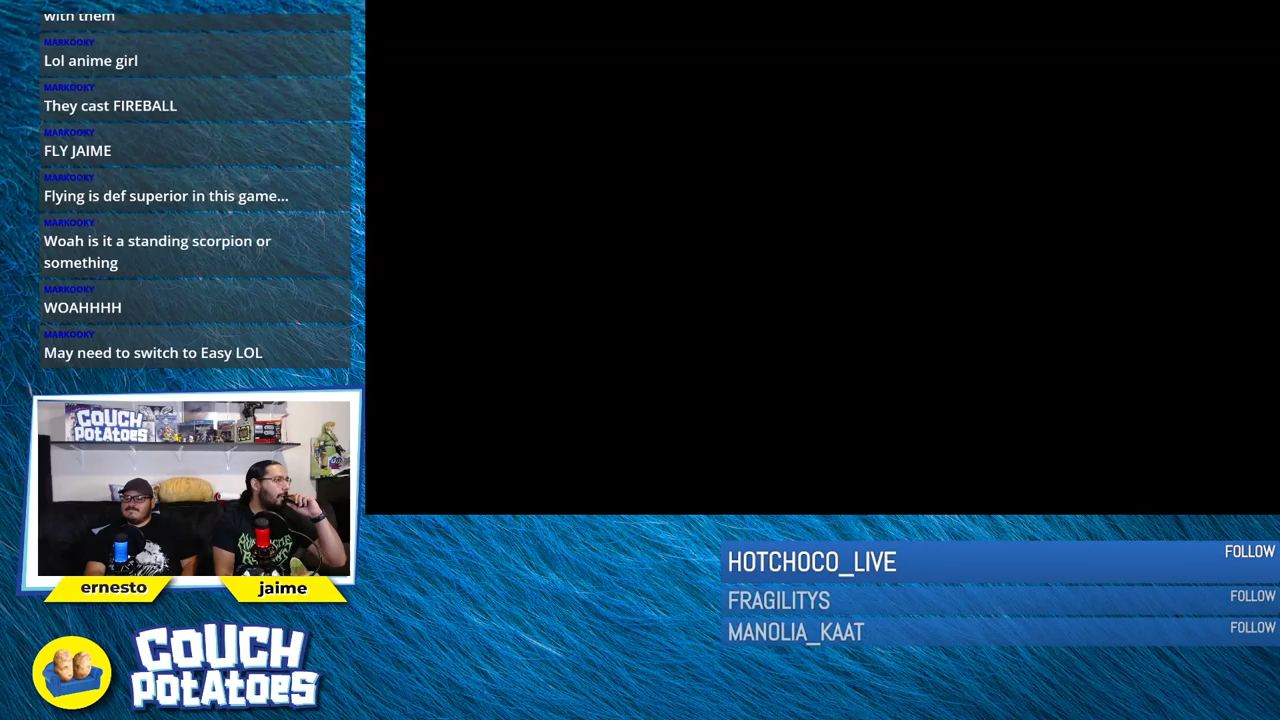 with them
MARKOOKY
Lol anime girl
MARKOOKY
They cast FIREBALL
MARKOOKY
FLY JAIME
MARKOOKY
Flying is def superior in this game...
MARKOOKY
Woah is it a standing scorpion or
something
MARKOOKY
WOAHHHH
MARKOOKY
May need to switch to Easy LOL
COUCH
POtAtOeS
ernesto
jaime
COUCH
POtAtOeS
HOTCHOCO_LIVE
FOLLOW
FRAGILITYS
FOLLOW
MANOLIA_KAAT
FOLLOW